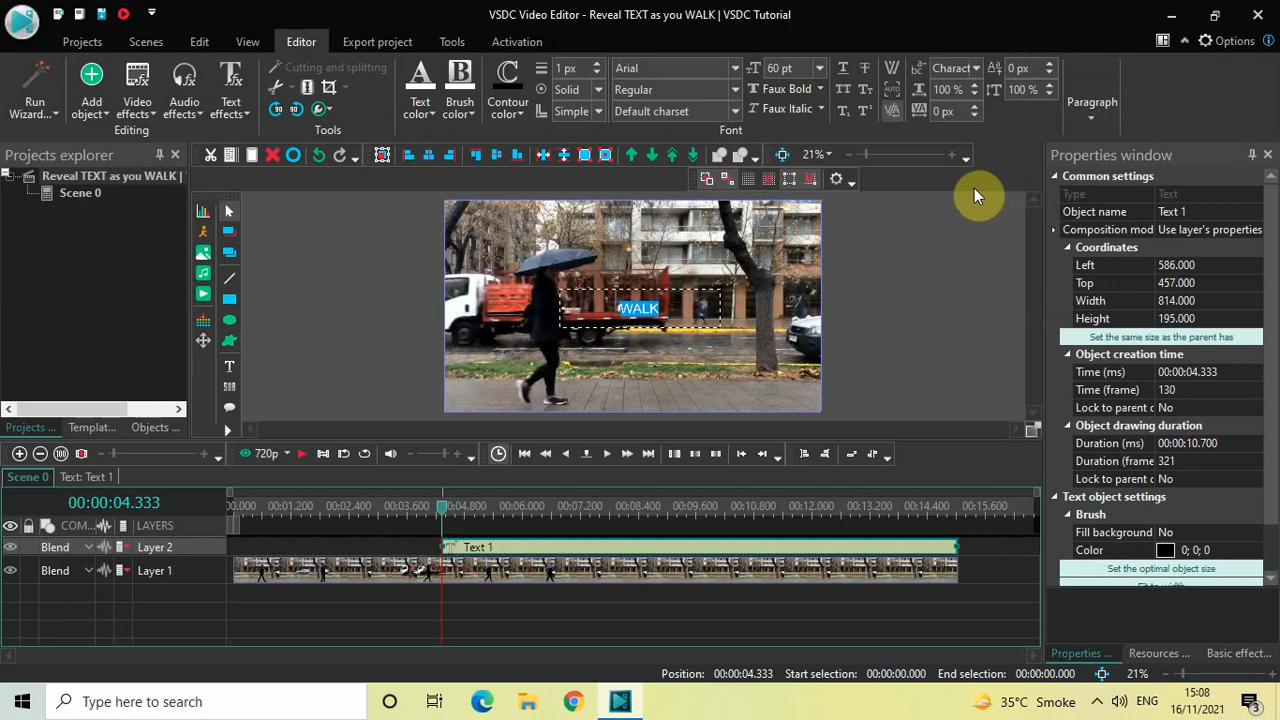 VSDC Video Editor - Reveal TEXT as you WALK | VSDC Tutorial
Projects Scenes Edit View Editor Export project Tools Activation Options
Run Wizard...
Add object
Video effects
Audio effects
Text effects
Editing
Cutting and splitting
Tools
Text color
Brush color
Contour color
1 px
Solid
Simple
Arial
Regular
Default charset
60 pt
Faux Bold
Faux Italic
Font
Charact
100 %
0 px
0 px
100 %
Paragraph
Projects explorer
21%
Properties window
Reveal TEXT as you WALK |
Scene 0
WALK
Common settings
Type Text
Object name Text 1
Composition mod Use layer's properties
Coordinates
Left 586.000
Top 457.000
Width 814.000
Height 195.000
Set the same size as the parent has
Object creation time
Time (ms) 00:00:04.333
Time (frame) 130
Lock to parent c No
Object drawing duration
Duration (ms) 00:00:10.700
Duration (frame 321
Lock to parent c No
Text object settings
Brush
Fill background No
Color 0; 0; 0
Set the optimal object size
Projects ... Templat... Objects ...
720p
Scene 0 Text: Text 1
00:00:04.333
0.000 00:01.200 00:02.400 00:03.600 00:04.800 00:06.000 00:07.200 00:08.400 00:09.600 00:10.800 00:12.000 00:13.200 00:14.400 00:15.600
COM... LAYERS
Blend Layer 2 Text 1
Blend Layer 1
Properties ... Resources ... Basic effect...
Position: 00:00:04.333 Start selection: 00:00:00.000 End selection: 00:00:00.000 21%
Type here to search
35°C Smoke
ENG
15:08
16/11/2021
3